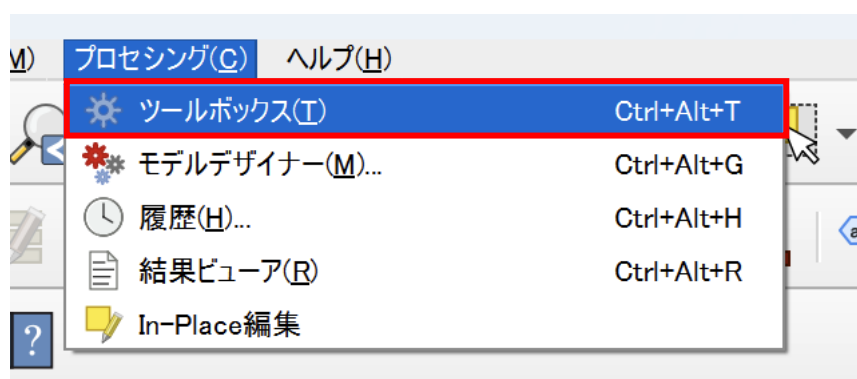 M) プロセシング(C) ヘルプ(H)
ツールボックス(T) Ctrl+Alt+T
モデルデザイナー(M)... Ctrl+Alt+G
履歴(H)... Ctrl+Alt+H
結果ビューア(R) Ctrl+Alt+R
In-Place編集
?